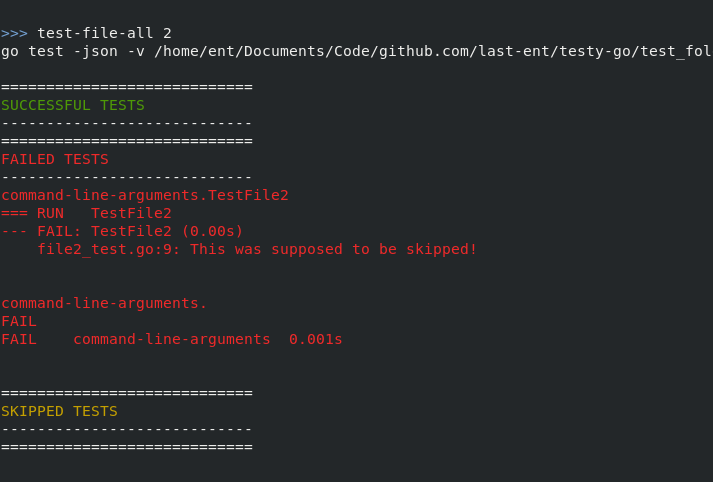 >>> test-file-all 2
go test -json -v /home/ent/Documents/Code/github.com/last-ent/testy-go/test_fol
============================
SUCCESSFUL TESTS
----------------------------
============================
FAILED TESTS
----------------------------
command-line-arguments.TestFile2
=== RUN   TestFile2
--- FAIL: TestFile2 (0.00s)
    file2_test.go:9: This was supposed to be skipped!
command-line-arguments.
FAIL
FAIL    command-line-arguments  0.001s
============================
SKIPPED TESTS
----------------------------
============================